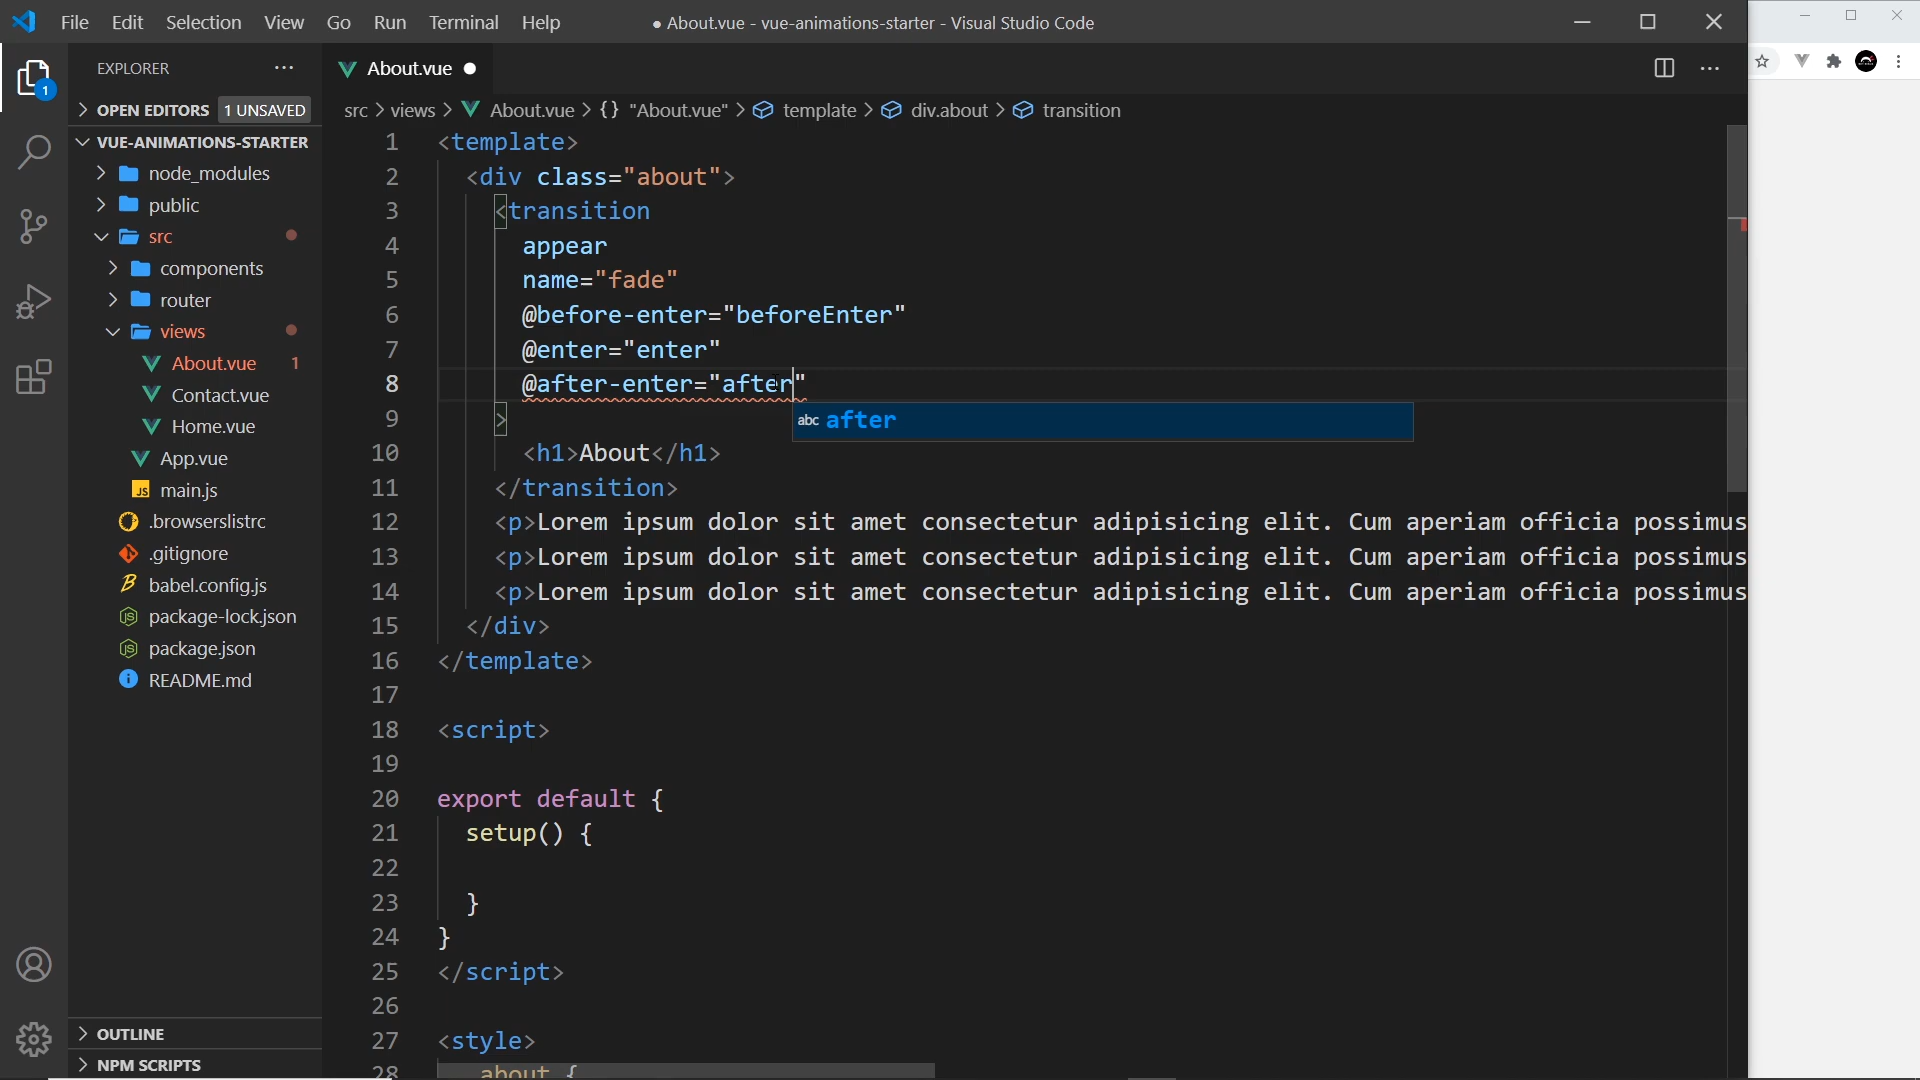 File Edit Selection View Go Run Terminal Help
● About.vue - vue-animations-starter - Visual Studio Code
EXPLORER
OPEN EDITORS 1 UNSAVED
VUE-ANIMATIONS-STARTER
node_modules
public
src
components
router
views
About.vue 1
Contact.vue
Home.vue
App.vue
JS main.js
.browserslistrc
.gitignore
babel.config.js
package-lock.json
package.json
README.md
OUTLINE
NPM SCRIPTS
1
About.vue ●
src > views > About.vue > {} "About.vue" > template > div.about > transition
1 <template>
2 <div class="about">
3 <transition
4 appear
5 name="fade"
6 @before-enter="beforeEnter"
7 @enter="enter"
8 @after-enter="after"
abc after
9 >
10 <h1>About</h1>
11 </transition>
12 <p>Lorem ipsum dolor sit amet consectetur adipisicing elit. Cum aperiam officia possimus
13 <p>Lorem ipsum dolor sit amet consectetur adipisicing elit. Cum aperiam officia possimus
14 <p>Lorem ipsum dolor sit amet consectetur adipisicing elit. Cum aperiam officia possimus
15 </div>
16 </template>
17
18 <script>
19
20 export default {
21 setup() {
22
23 }
24 }
25 </script>
26
27 <style>
28 about {